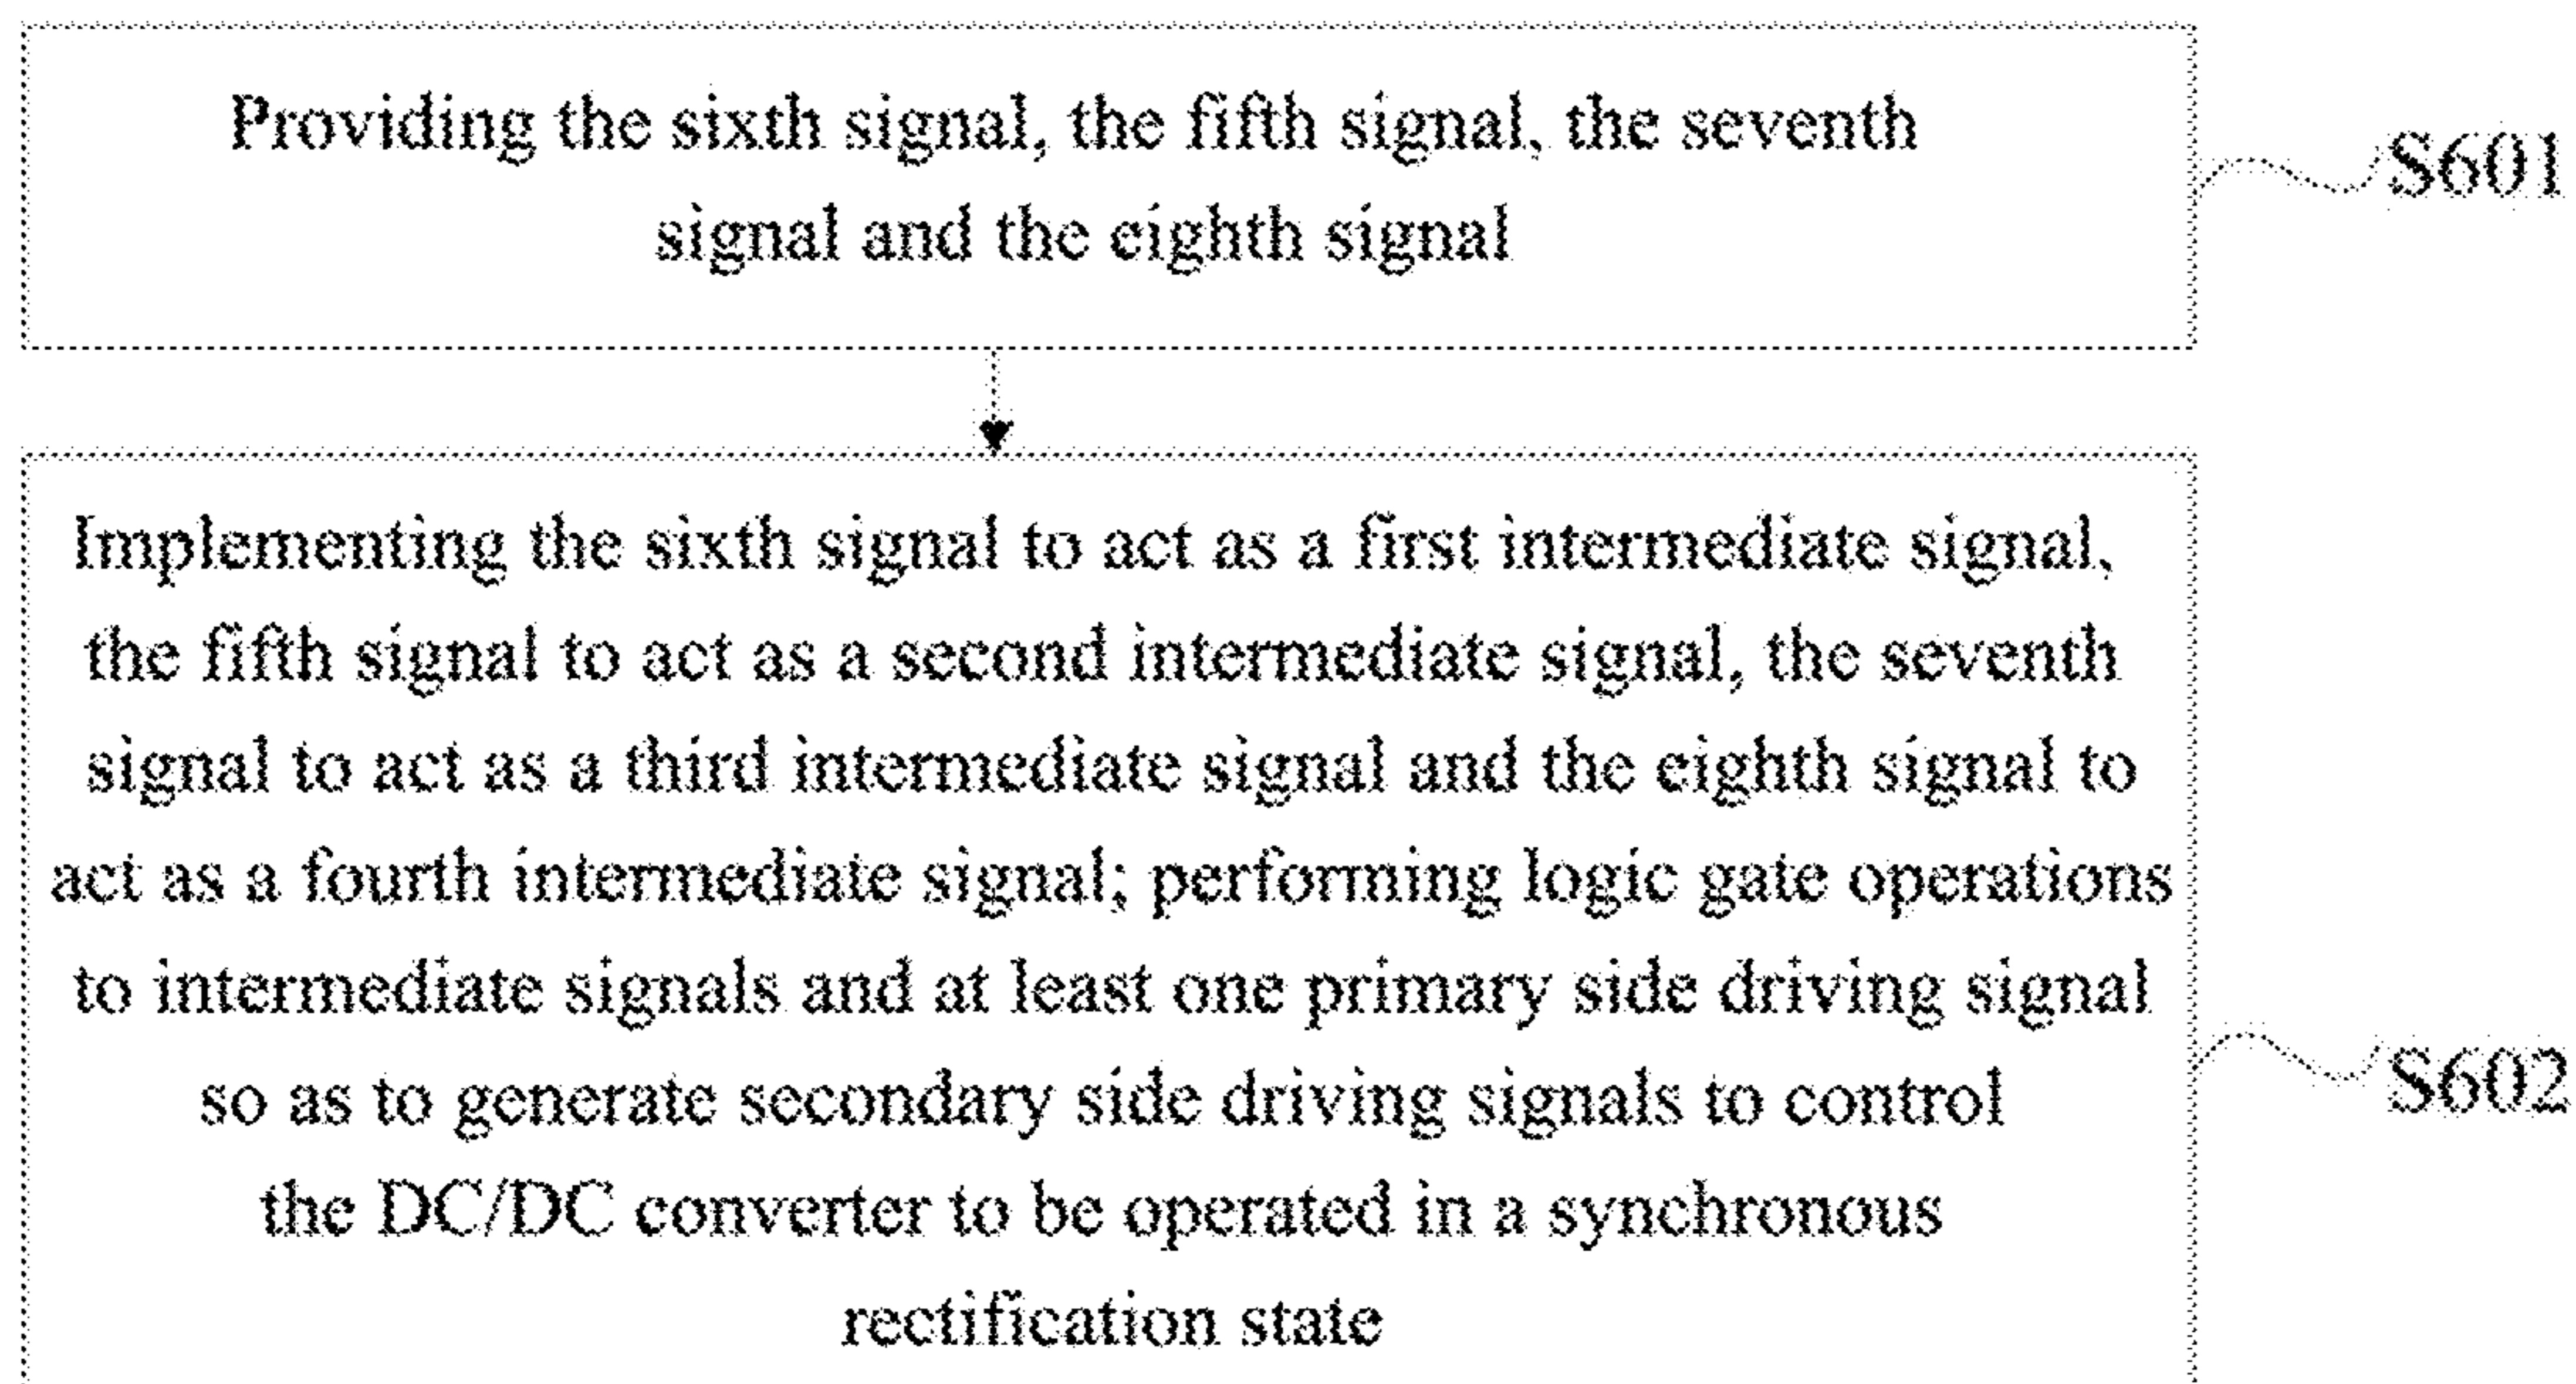 Providing the sixth signal, the fifth signal, the seventh
signal and the eighth signal
S601
Implementing the sixth signal to act as a first intermediate signal,
the fifth signal to act as a second intermediate signal, the seventh
signal to act as a third intermediate signal and the eighth signal to
act as a fourth intermediate signal; performing logic gate operations
to intermediate signals and at least one primary side driving signal
so as to generate secondary side driving signals to control
the DC/DC converter to be operated in a synchronous
rectification state
S602